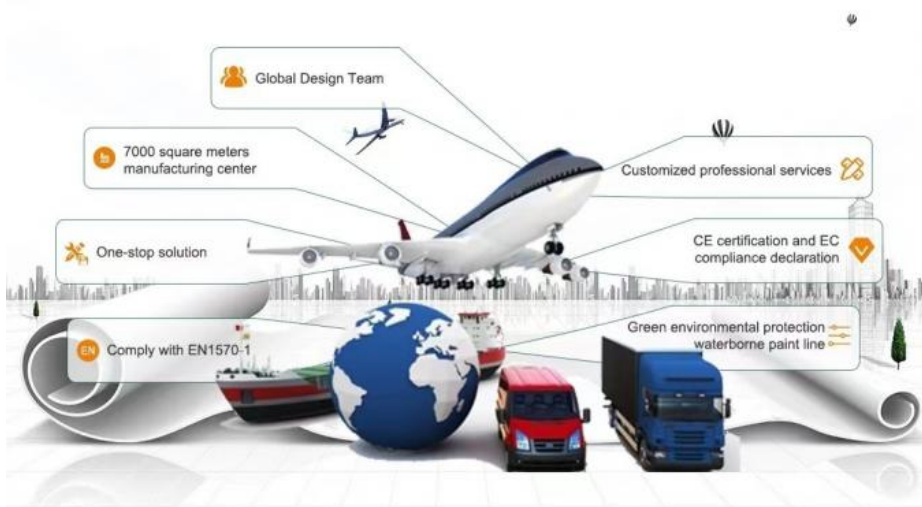 Global Design Team
7000 square meters
manufacturing center
Customized professional services
One-stop solution
CE certification and EC
compliance declaration
EN
Comply with EN1570-1
Green environmental protection
waterborne paint line